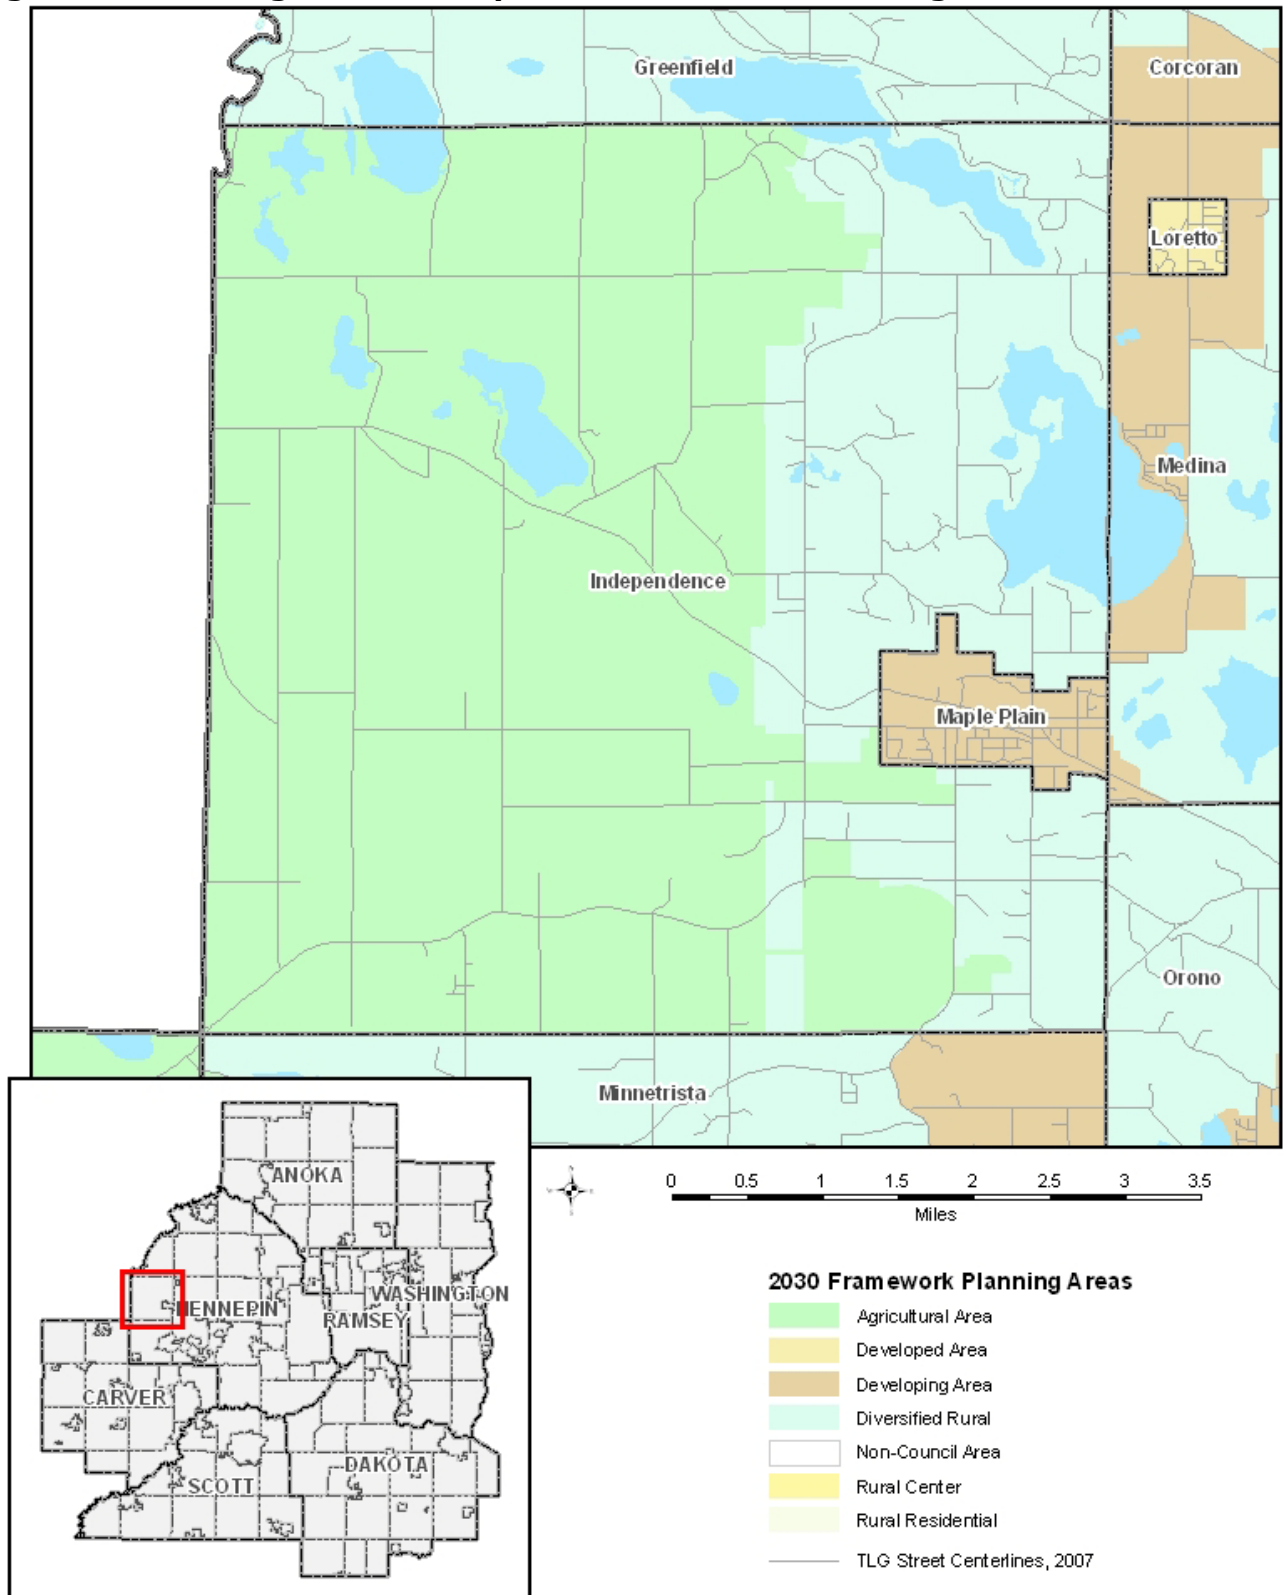 Greenfield
Corcoran
Loretto
Medina
Independence
Maple Plain
Orono
Minnetrista
ANOKA
HENNEPIN
WASHINGTON
RAMSEY
CARVER
SCOTT
DAKOTA
0 0.5 1 1.5 2 2.5 3 3.5
Miles
2030 Framework Planning Areas
Agricultural Area
Developed Area
Developing Area
Diversified Rural
Non-Council Area
Rural Center
Rural Residential
TLG Street Centerlines, 2007